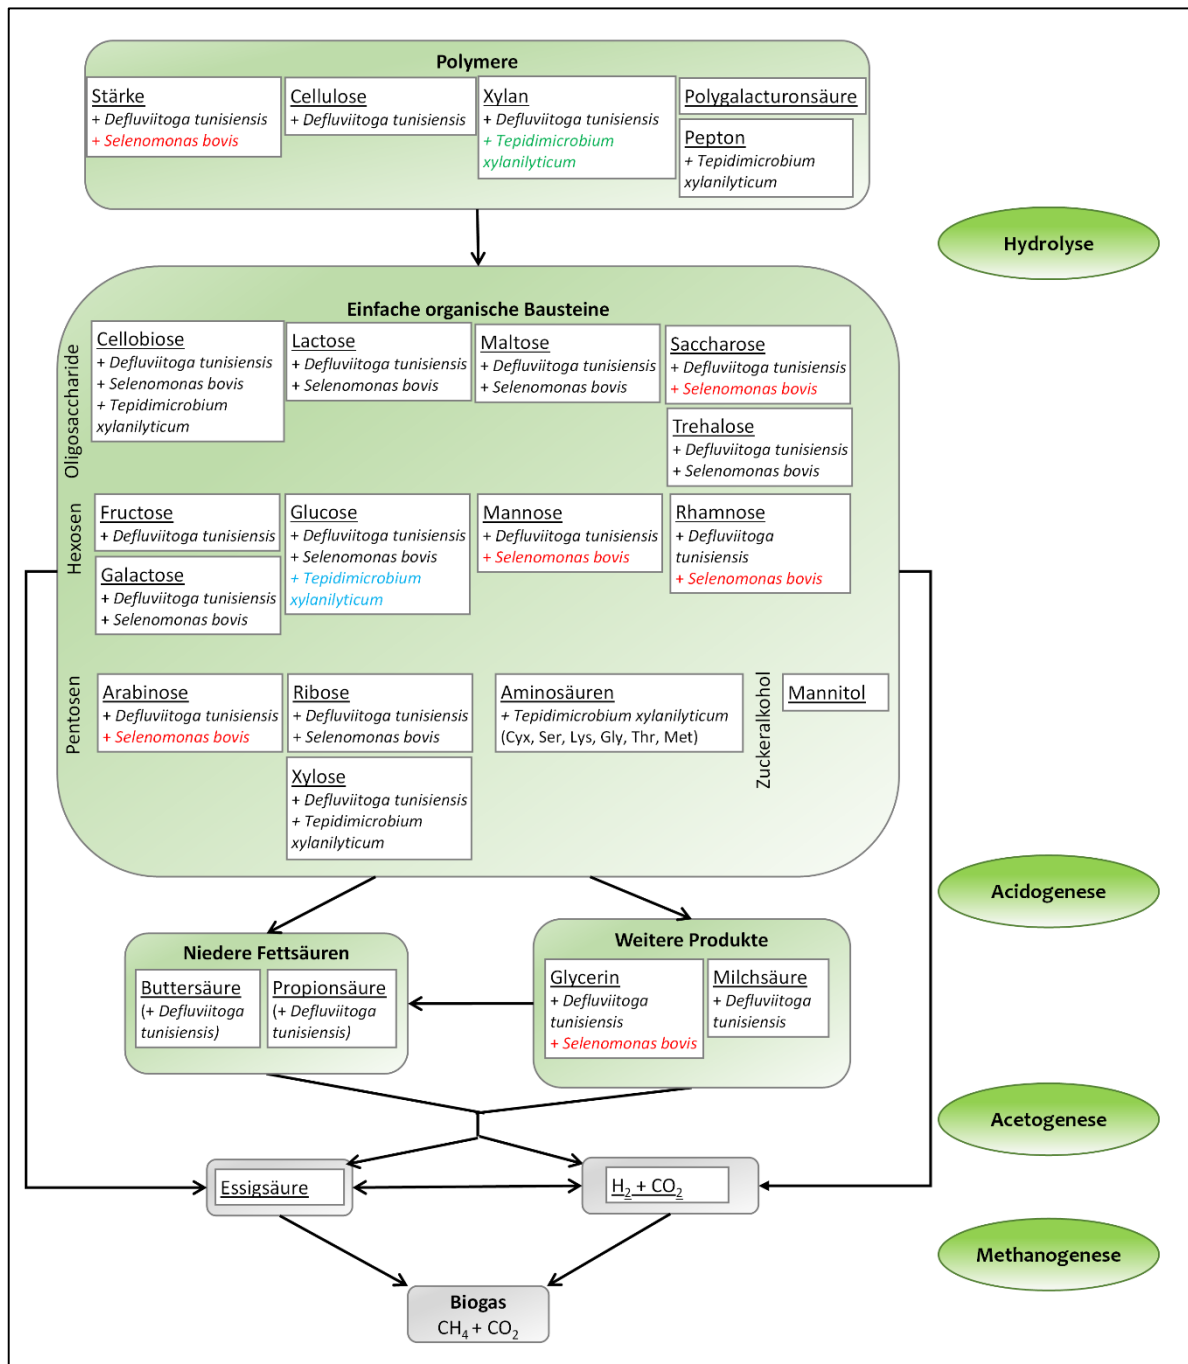 Polymere
Stärke
+ Defluviitoga tunisiensis
+ Selenomonas bovis
Cellulose
+ Defluviitoga tunisiensis
Xylan
+ Defluviitoga tunisiensis
+ Tepidimicrobium
xylanilyticum
Polygalacturonsäure
Pepton
+ Tepidimicrobium
xylanilyticum
Hydrolyse
Einfache organische Bausteine
Oligosaccharide
Cellobiose
+ Defluviitoga tunisiensis
+ Selenomonas bovis
+ Tepidimicrobium
xylanilyticum
Lactose
+ Defluviitoga tunisiensis
+ Selenomonas bovis
Maltose
+ Defluviitoga tunisiensis
+ Selenomonas bovis
Saccharose
+ Defluviitoga tunisiensis
+ Selenomonas bovis
Trehalose
+ Defluviitoga tunisiensis
+ Selenomonas bovis
Hexosen
Fructose
+ Defluviitoga tunisiensis
Galactose
+ Defluviitoga tunisiensis
+ Selenomonas bovis
Glucose
+ Defluviitoga tunisiensis
+ Selenomonas bovis
+ Tepidimicrobium
xylanilyticum
Mannose
+ Defluviitoga tunisiensis
+ Selenomonas bovis
Rhamnose
+ Defluviitoga
tunisiensis
+ Selenomonas bovis
Pentosen
Arabinose
+ Defluviitoga tunisiensis
+ Selenomonas bovis
Ribose
+ Defluviitoga tunisiensis
+ Selenomonas bovis
Xylose
+ Defluviitoga tunisiensis
+ Tepidimicrobium
xylanilyticum
Aminosäuren
+ Tepidimicrobium xylanilyticum
(Cyx, Ser, Lys, Gly, Thr, Met)
Zuckeralkohol
Mannitol
Acidogenese
Niedere Fettsäuren
Buttersäure
(+ Defluviitoga
tunisiensis)
Propionsäure
(+ Defluviitoga
tunisiensis)
Weitere Produkte
Glycerin
+ Defluviitoga
tunisiensis
+ Selenomonas bovis
Milchsäure
+ Defluviitoga
tunisiensis
Acetogenese
Essigsäure
H₂ + CO₂
Methanogenese
Biogas
CH₄ + CO₂